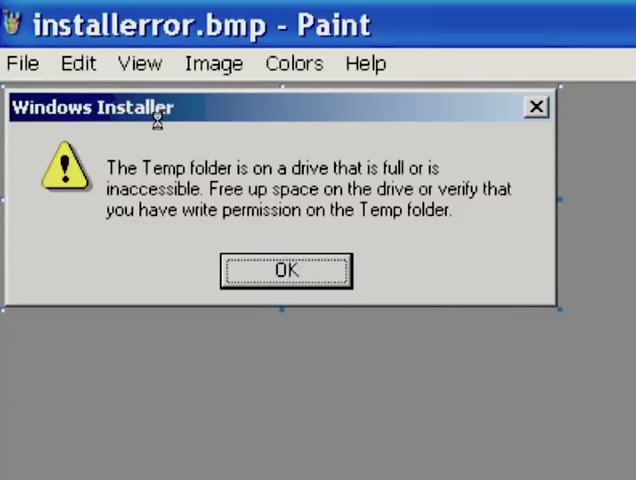 installerror.bmp - Paint
File Edit View Image Colors Help
Windows Installer
The Temp folder is on a drive that is full or is
inaccessible. Free up space on the drive or verify that
you have write permission on the Temp folder.
OK